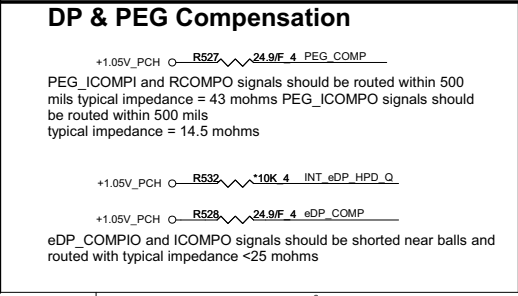 DP & PEG Compensation
+1.05V_PCH R527 24.9/F_4 PEG_COMP
PEG_ICOMPI and RCOMPO signals should be routed within 500
mils typical impedance = 43 mohms PEG_ICOMPO signals should
be routed within 500 mils
typical impedance = 14.5 mohms
+1.05V_PCH R532 *10K_4 INT_eDP_HPD_Q
+1.05V_PCH R528 24.9/F_4 eDP_COMP
eDP_COMPIO and ICOMPO signals should be shorted near balls and
routed with typical impedance <25 mohms